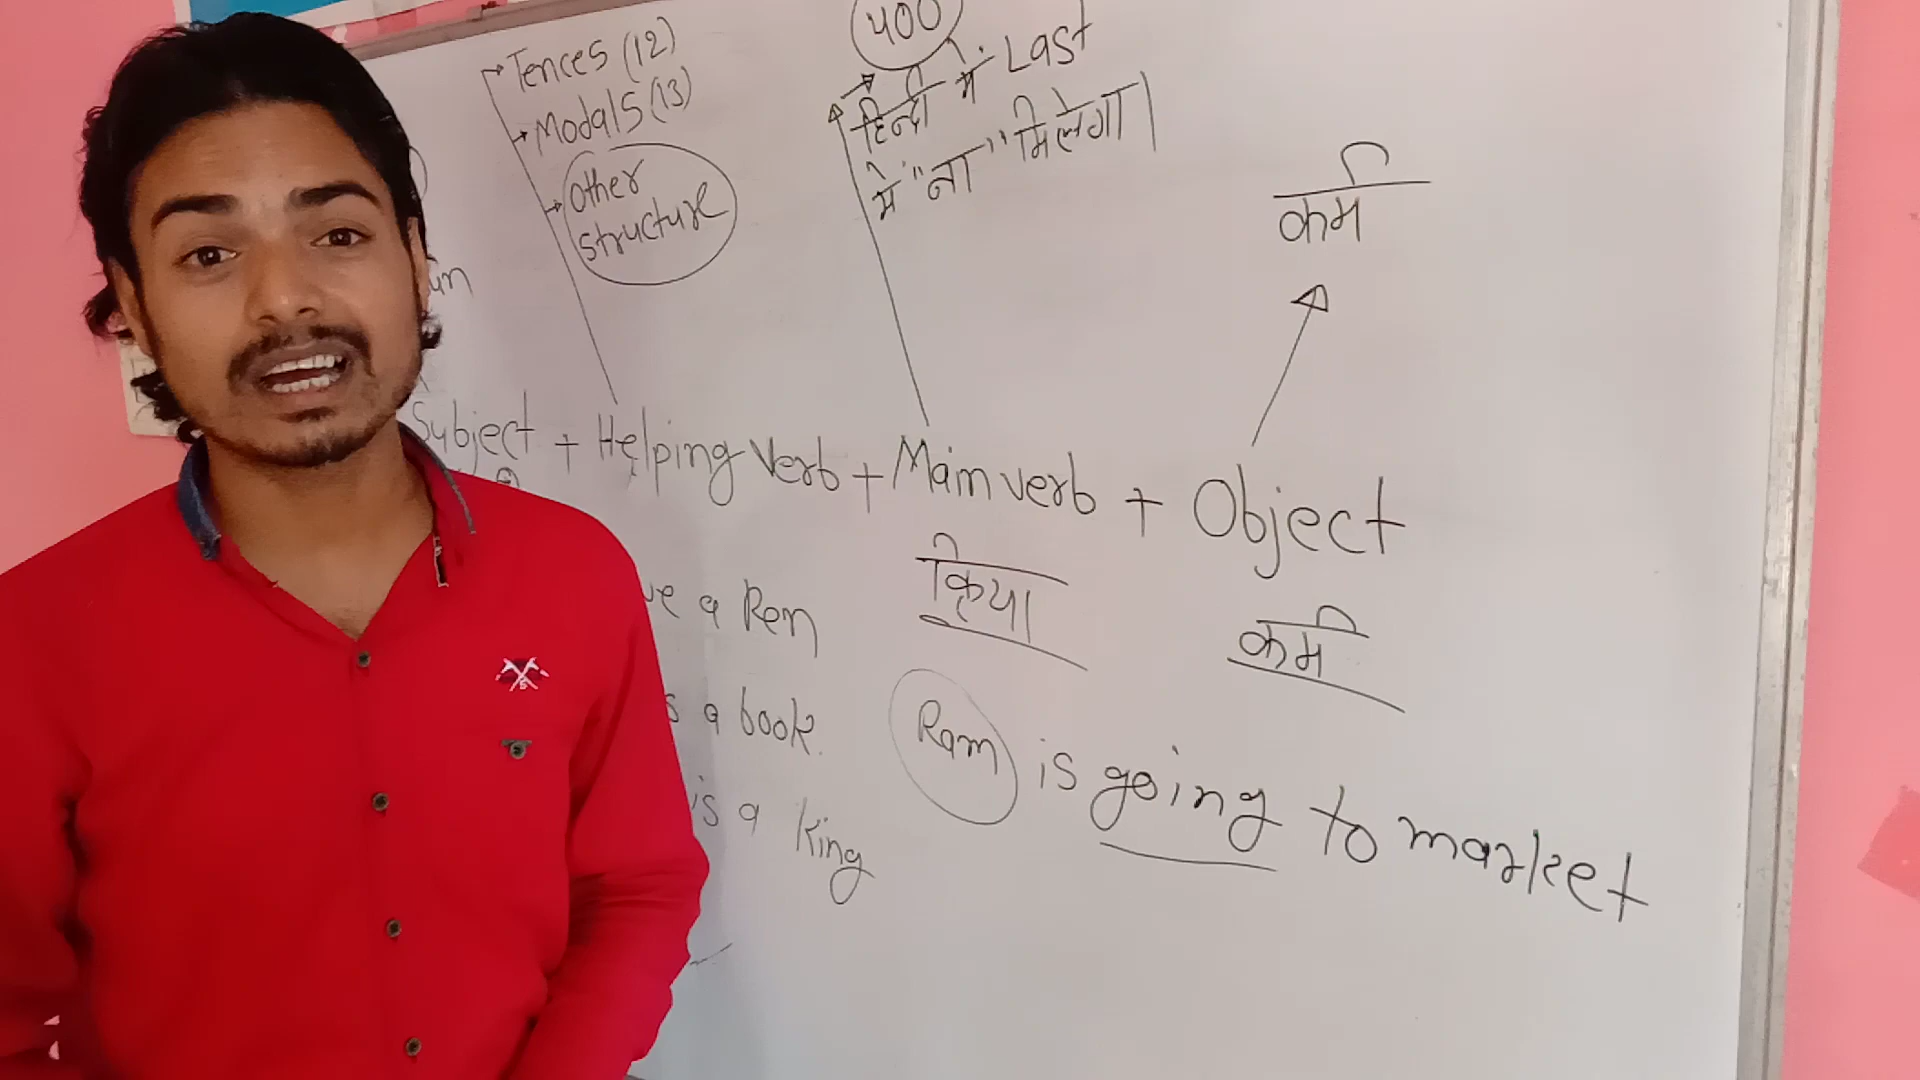 Tences (12)
Modals (13)
Other
structure
400
हिन्दी में Last
मे "ना" मिलेगा।
कर्म
Subject + Helping Verb + Main verb + Object
क्रिया
कर्म
a Pen
a book.
is a King
Ram is going to market